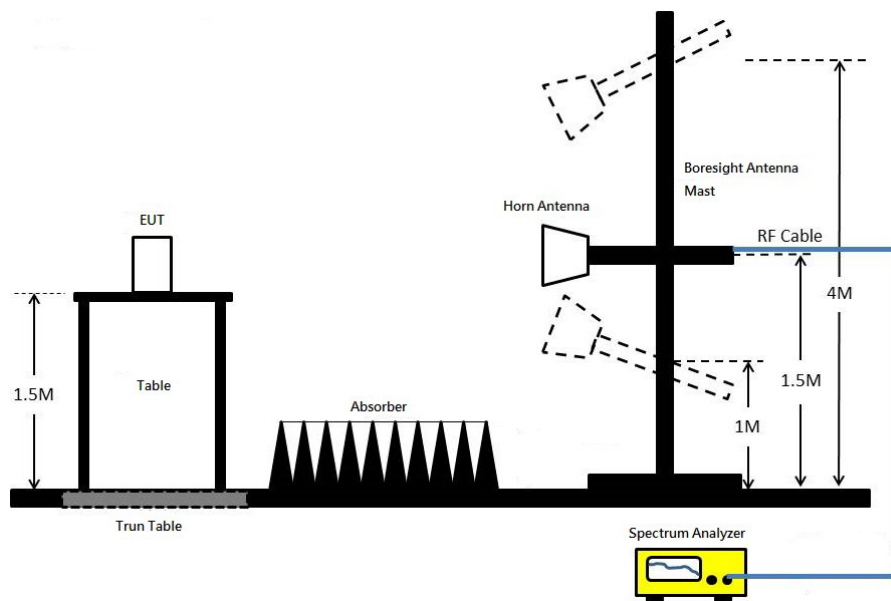 Boresight Antenna
Mast
Horn Antenna
EUT
RF Cable
4M
1.5M
Table
1.5M
Absorber
1M
Trun Table
Spectrum Analyzer